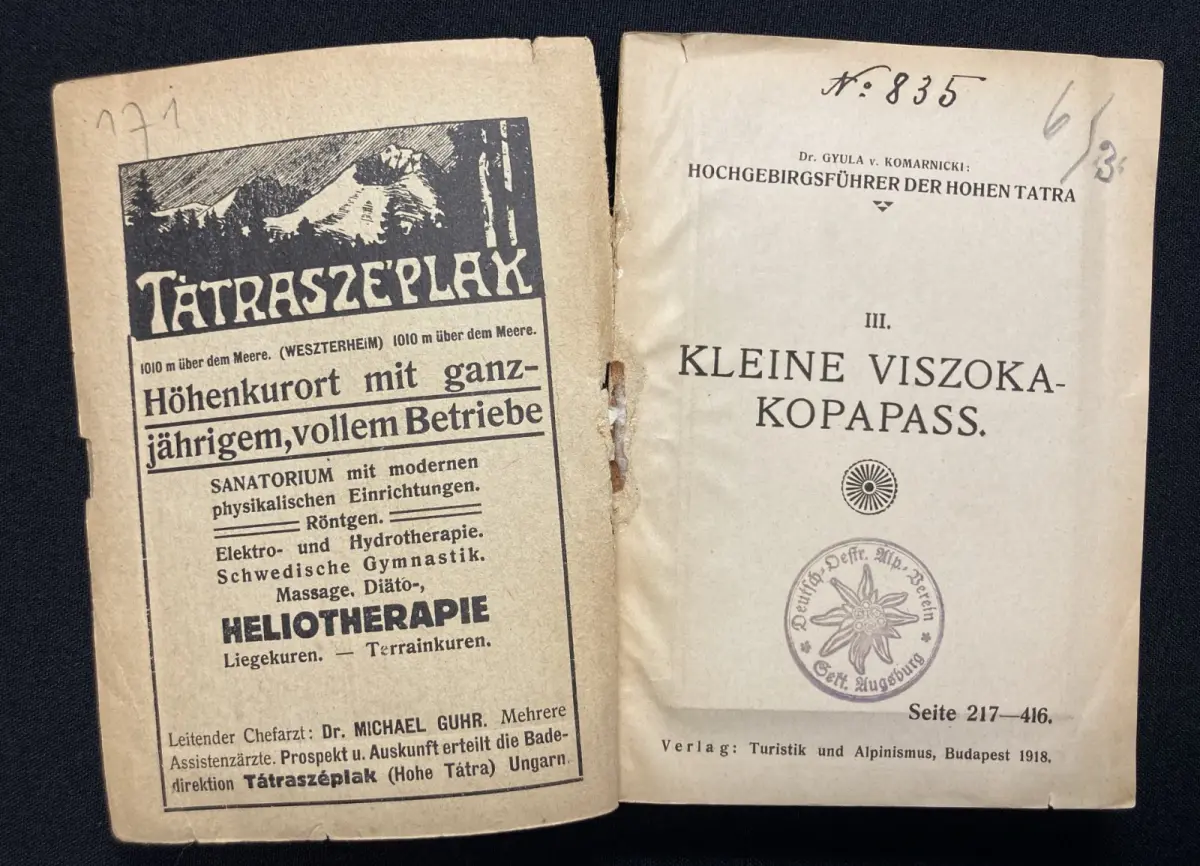 171
TÁTRASZÉPLAK
1010 m über dem Meere. (WESZTERHEIM) 1010 m über dem Meere.
Höhenkurort mit ganz-
jährigem, vollem Betriebe
SANATORIUM mit modernen
physikalischen Einrichtungen.
Röntgen.
Elektro- und Hydrotherapie.
Schwedische Gymnastik.
Massage. Diäto-,
HELIOTHERAPIE
Liegekuren. — Terrainkuren.
Leitender Chefarzt: Dr. MICHAEL GUHR. Mehrere
Assistenzärzte. Prospekt u. Auskunft erteilt die Bade-
direktion Tátraszéplak (Hohe Tátra) Ungarn
№ 835
6/3.
Dr. GYULA v. KOMARNICKI:
HOCHGEBIRGSFÜHRER DER HOHEN TATRA
III.
KLEINE VISZOKA-
KOPAPASS.
Deutsch-Oestr. Alp.-Verein
Sekt. Augsburg
Seite 217—416.
Verlag: Turistik und Alpinismus, Budapest 1918.